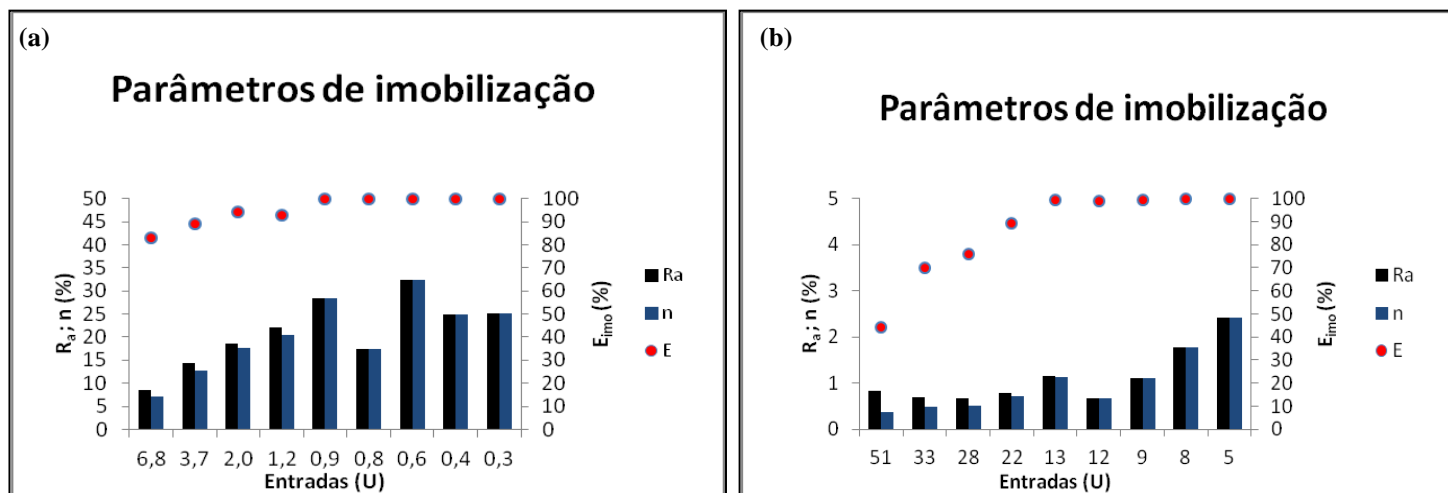 (a)
Parâmetros de imobilização
50
45
40
35
30
25
20
15
10
5
0
Rₐ ; n (%)
100
90
80
70
60
50
40
30
20
10
0
Eᵢₘₒ (%)
6,8 3,7 2,0 1,2 0,9 0,8 0,6 0,4 0,3
Entradas (U)
Ra
n
E
(b)
Parâmetros de imobilização
5
4
3
2
1
0
Rₐ ; n (%)
100
90
80
70
60
50
40
30
20
10
0
Eᵢₘₒ (%)
51 33 28 22 13 12 9 8 5
Entradas (U)
Ra
n
E